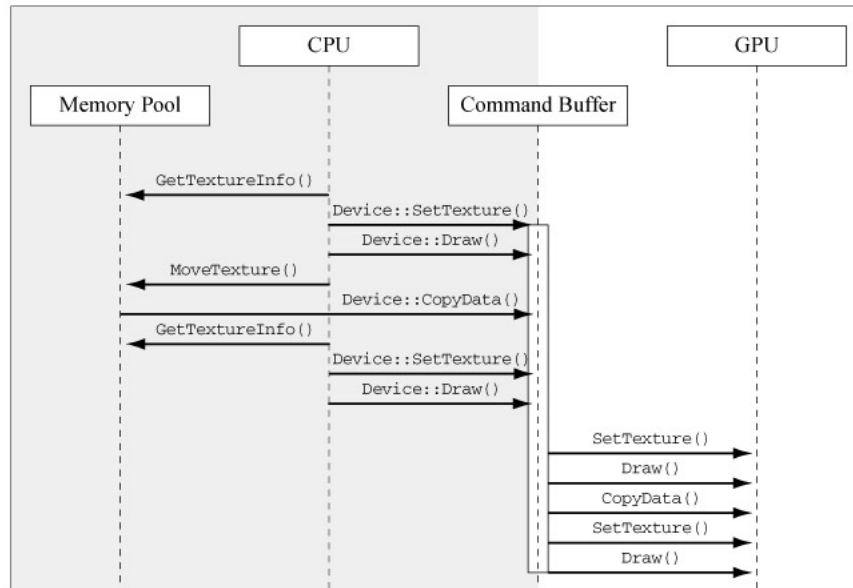 CPU
GPU
Memory Pool
Command Buffer
GetTextureInfo()
Device::SetTexture()
Device::Draw()
MoveTexture()
Device::CopyData()
GetTextureInfo()
Device::SetTexture()
Device::Draw()
SetTexture()
Draw()
CopyData()
SetTexture()
Draw()